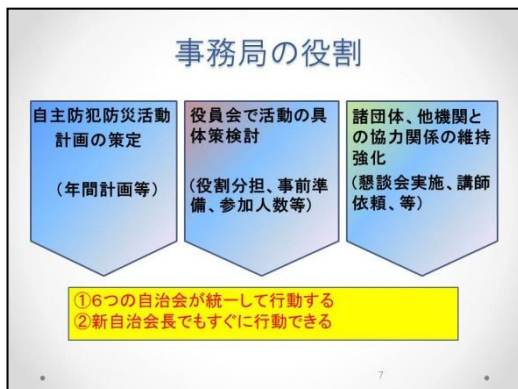 事務局の役割
自主防犯防災活動
計画の策定
（年間計画等）
役員会で活動の具
体策検討
（役割分担、事前準
備、参加人数等）
諸団体、他機関と
の協力関係の維持
強化
（懇談会実施、講師
依頼、等）
①６つの自治会が統一して行動する
②新自治会長でもすぐに行動できる
7